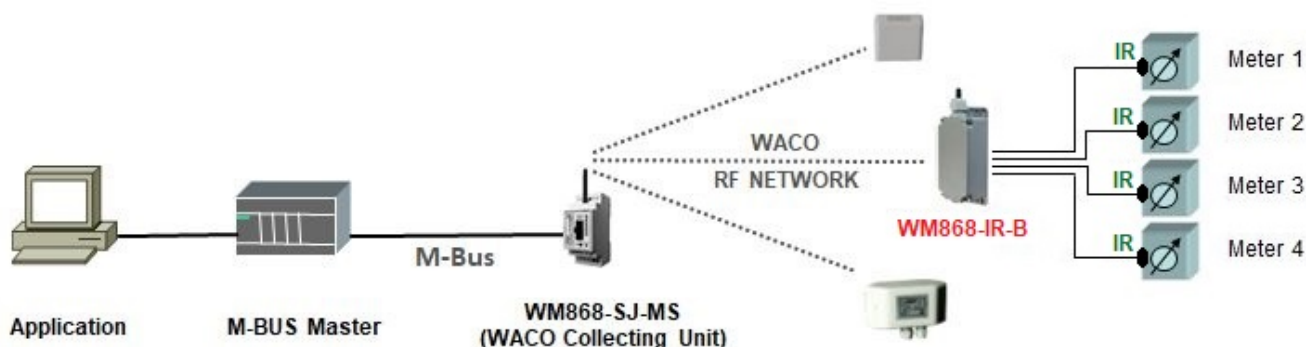 IR
Meter 1
IR
Meter 2
WACO
RF NETWORK
IR
Meter 3
WM868-IR-B
IR
Meter 4
M-Bus
Application
M-BUS Master
WM868-SJ-MS
(WACO Collecting Unit)